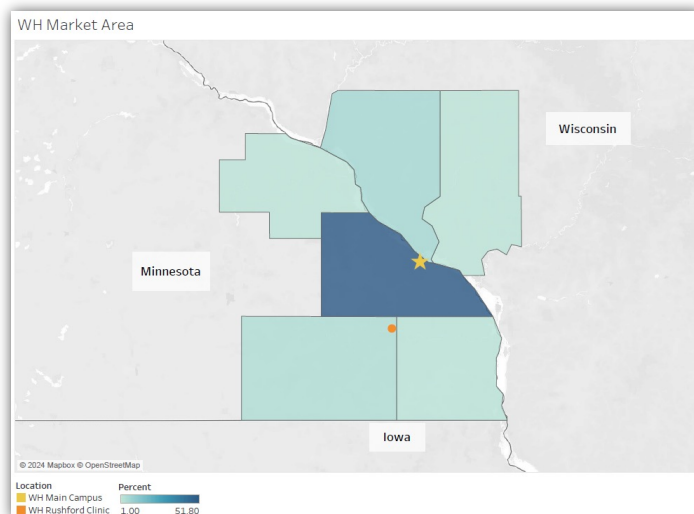 WH Market Area
Wisconsin
Minnesota
Iowa
© 2024 Mapbox © OpenStreetMap
Location
WH Main Campus
WH Rushford Clinic
Percent
1.00 51.80